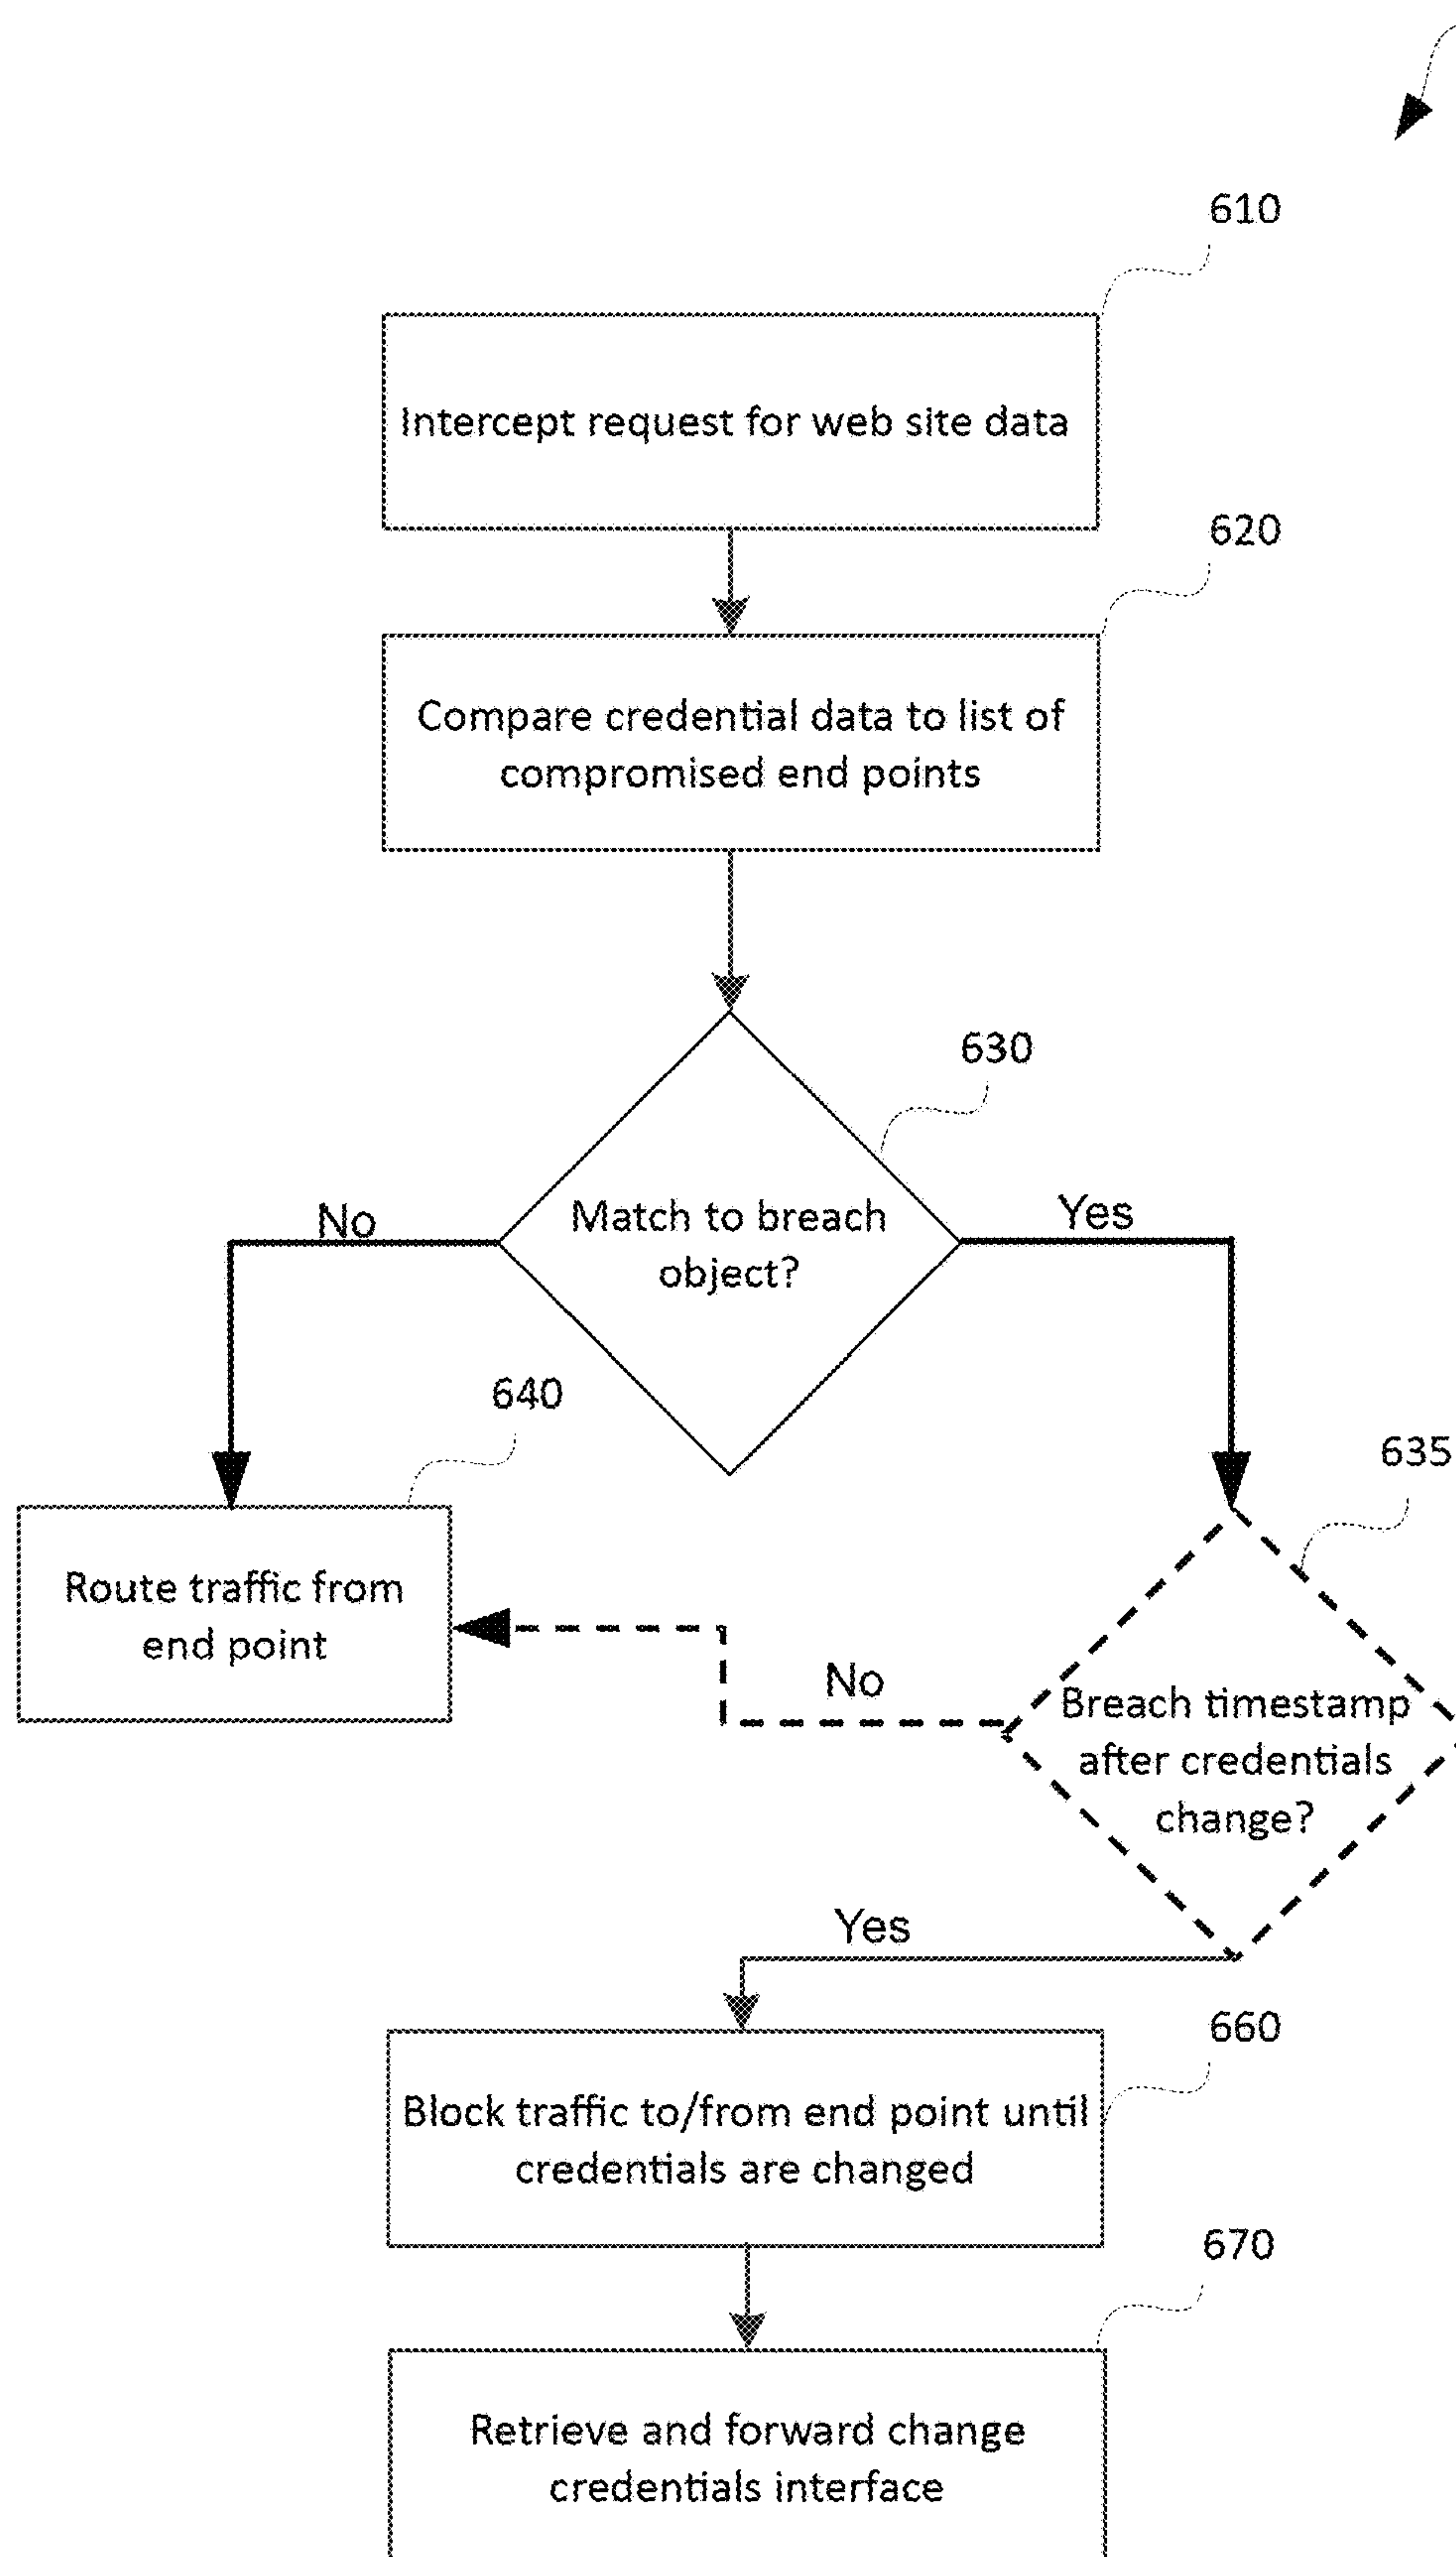 610
Intercept request for web site data
620
Compare credential data to list of
compromised end points
630
Match to breach
object?
No
Yes
640
Route traffic from
end point
635
Breach timestamp
after credentials
change?
No
Yes
660
Block traffic to/from end point until
credentials are changed
670
Retrieve and forward change
credentials interface